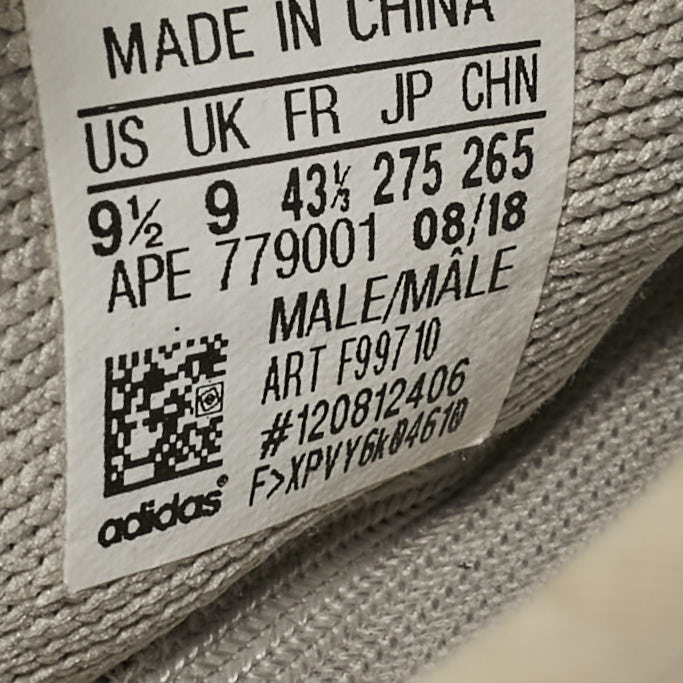 MADE IN CHINA
US UK FR JP CHN
9½ 9 43⅓ 275 265
APE 779001 08/18
MALE/MÂLE
ART F99710
#120812406
F>XPVY6k04610
adidas®